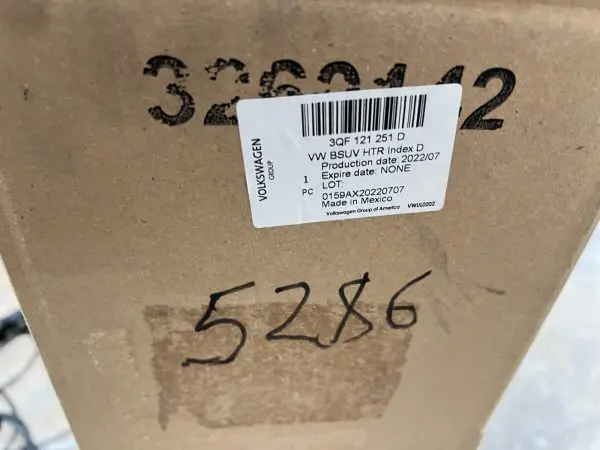 3QF 121 251 D
VW BSUV HTR Index D
Production date: 2022/07
Expire date: NONE
LOT:
1
PC
0159AX20220707
Made in Mexico
VOLKSWAGEN
GROUP
Volkswagen Group of America
VWUL0202
5286